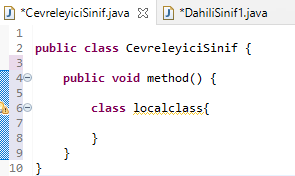 *CevreleyiciSinif.java *DahiliSinif1.java
1
2 public class CevreleyiciSinif {
3
4 public void method() {
5
6 class localclass{
7
8 }
9 }
10 }